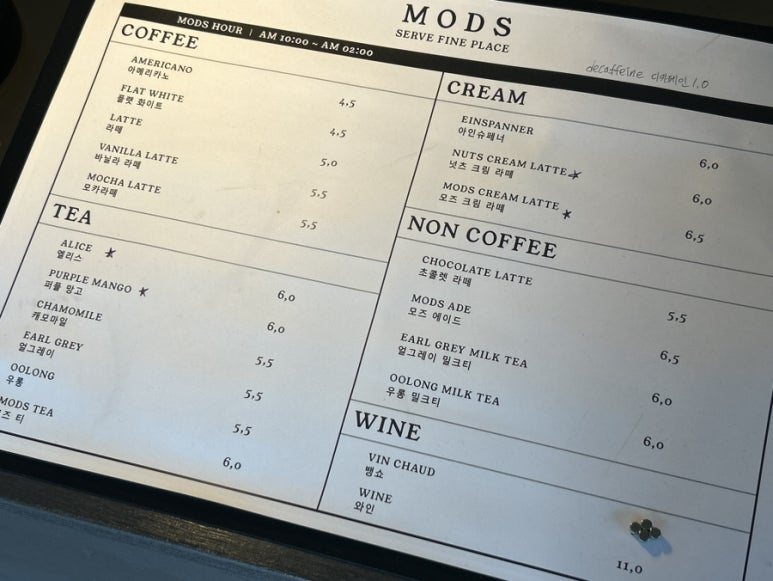 MODS
SERVE FINE PLACE
decaffeine 디카페인 1.0
MODS HOUR | AM 10:00 ~ AM 02:00
COFFEE
AMERICANO 4,5
아메리카노
FLAT WHITE 4,5
플랫 화이트
LATTE 5,0
라떼
VANILLA LATTE 5,5
바닐라 라떼
MOCHA LATTE 5,5
모카라떼
TEA
ALICE 6,0
앨리스
PURPLE MANGO 6,0
퍼플 망고
CHAMOMILE 5,5
캐모마일
EARL GREY 5,5
얼그레이
OOLONG 5,5
우롱
MODS TEA 6,0
즈 티
CREAM
EINSPANNER 6,0
아인슈페너
NUTS CREAM LATTE 6,0
넛츠 크림 라떼
MODS CREAM LATTE 6,5
모즈 크림 라떼
NON COFFEE
CHOCOLATE LATTE 5,5
초콜렛 라떼
MODS ADE 6,5
모즈 에이드
EARL GREY MILK TEA 6,0
얼그레이 밀크티
OOLONG MILK TEA 6,0
우롱 밀크티
WINE
VIN CHAUD
뱅쇼
WINE 11,0
와인